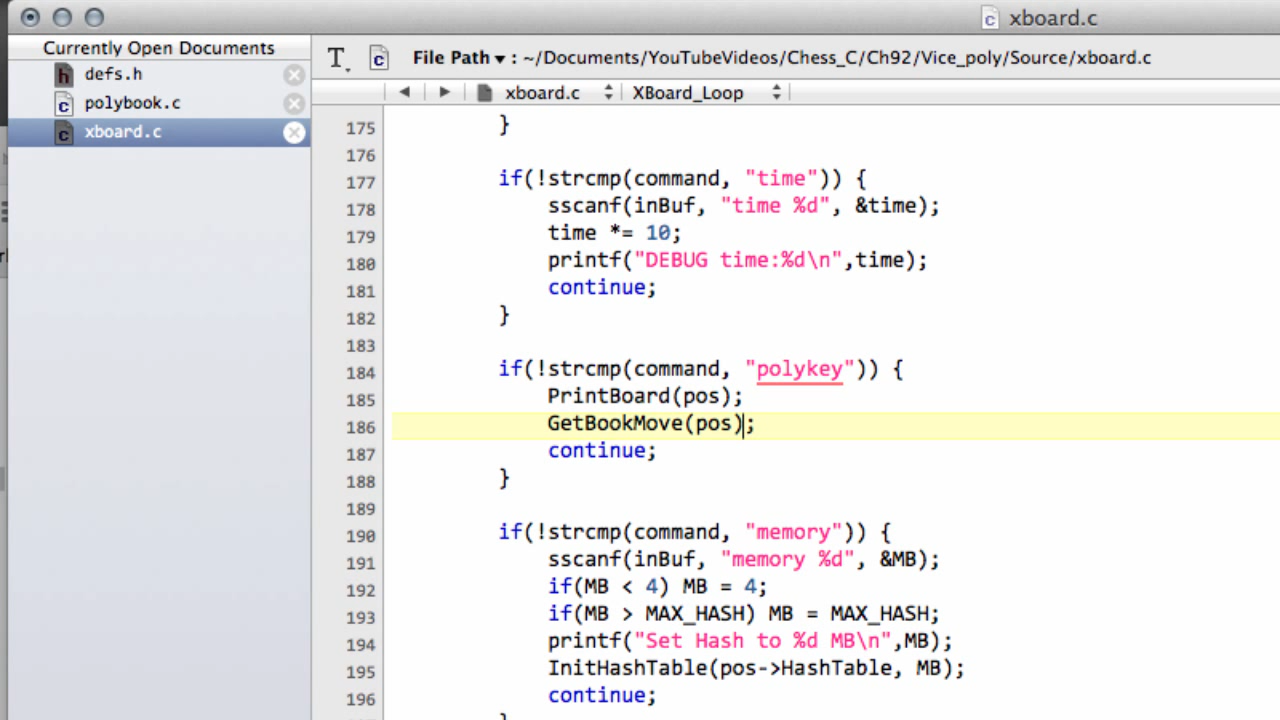 xboard.c
Currently Open Documents
defs.h
polybook.c
xboard.c
File Path ▾ : ~/Documents/YouTubeVideos/Chess_C/Ch92/Vice_poly/Source/xboard.c
xboard.c XBoard_Loop
175 }
176
177 if(!strcmp(command, "time")) {
178 sscanf(inBuf, "time %d", &time);
179 time *= 10;
180 printf("DEBUG time:%d\n",time);
181 continue;
182 }
183
184 if(!strcmp(command, "polykey")) {
185 PrintBoard(pos);
186 GetBookMove(pos);
187 continue;
188 }
189
190 if(!strcmp(command, "memory")) {
191 sscanf(inBuf, "memory %d", &MB);
192 if(MB < 4) MB = 4;
193 if(MB > MAX_HASH) MB = MAX_HASH;
194 printf("Set Hash to %d MB\n",MB);
195 InitHashTable(pos->HashTable, MB);
196 continue;